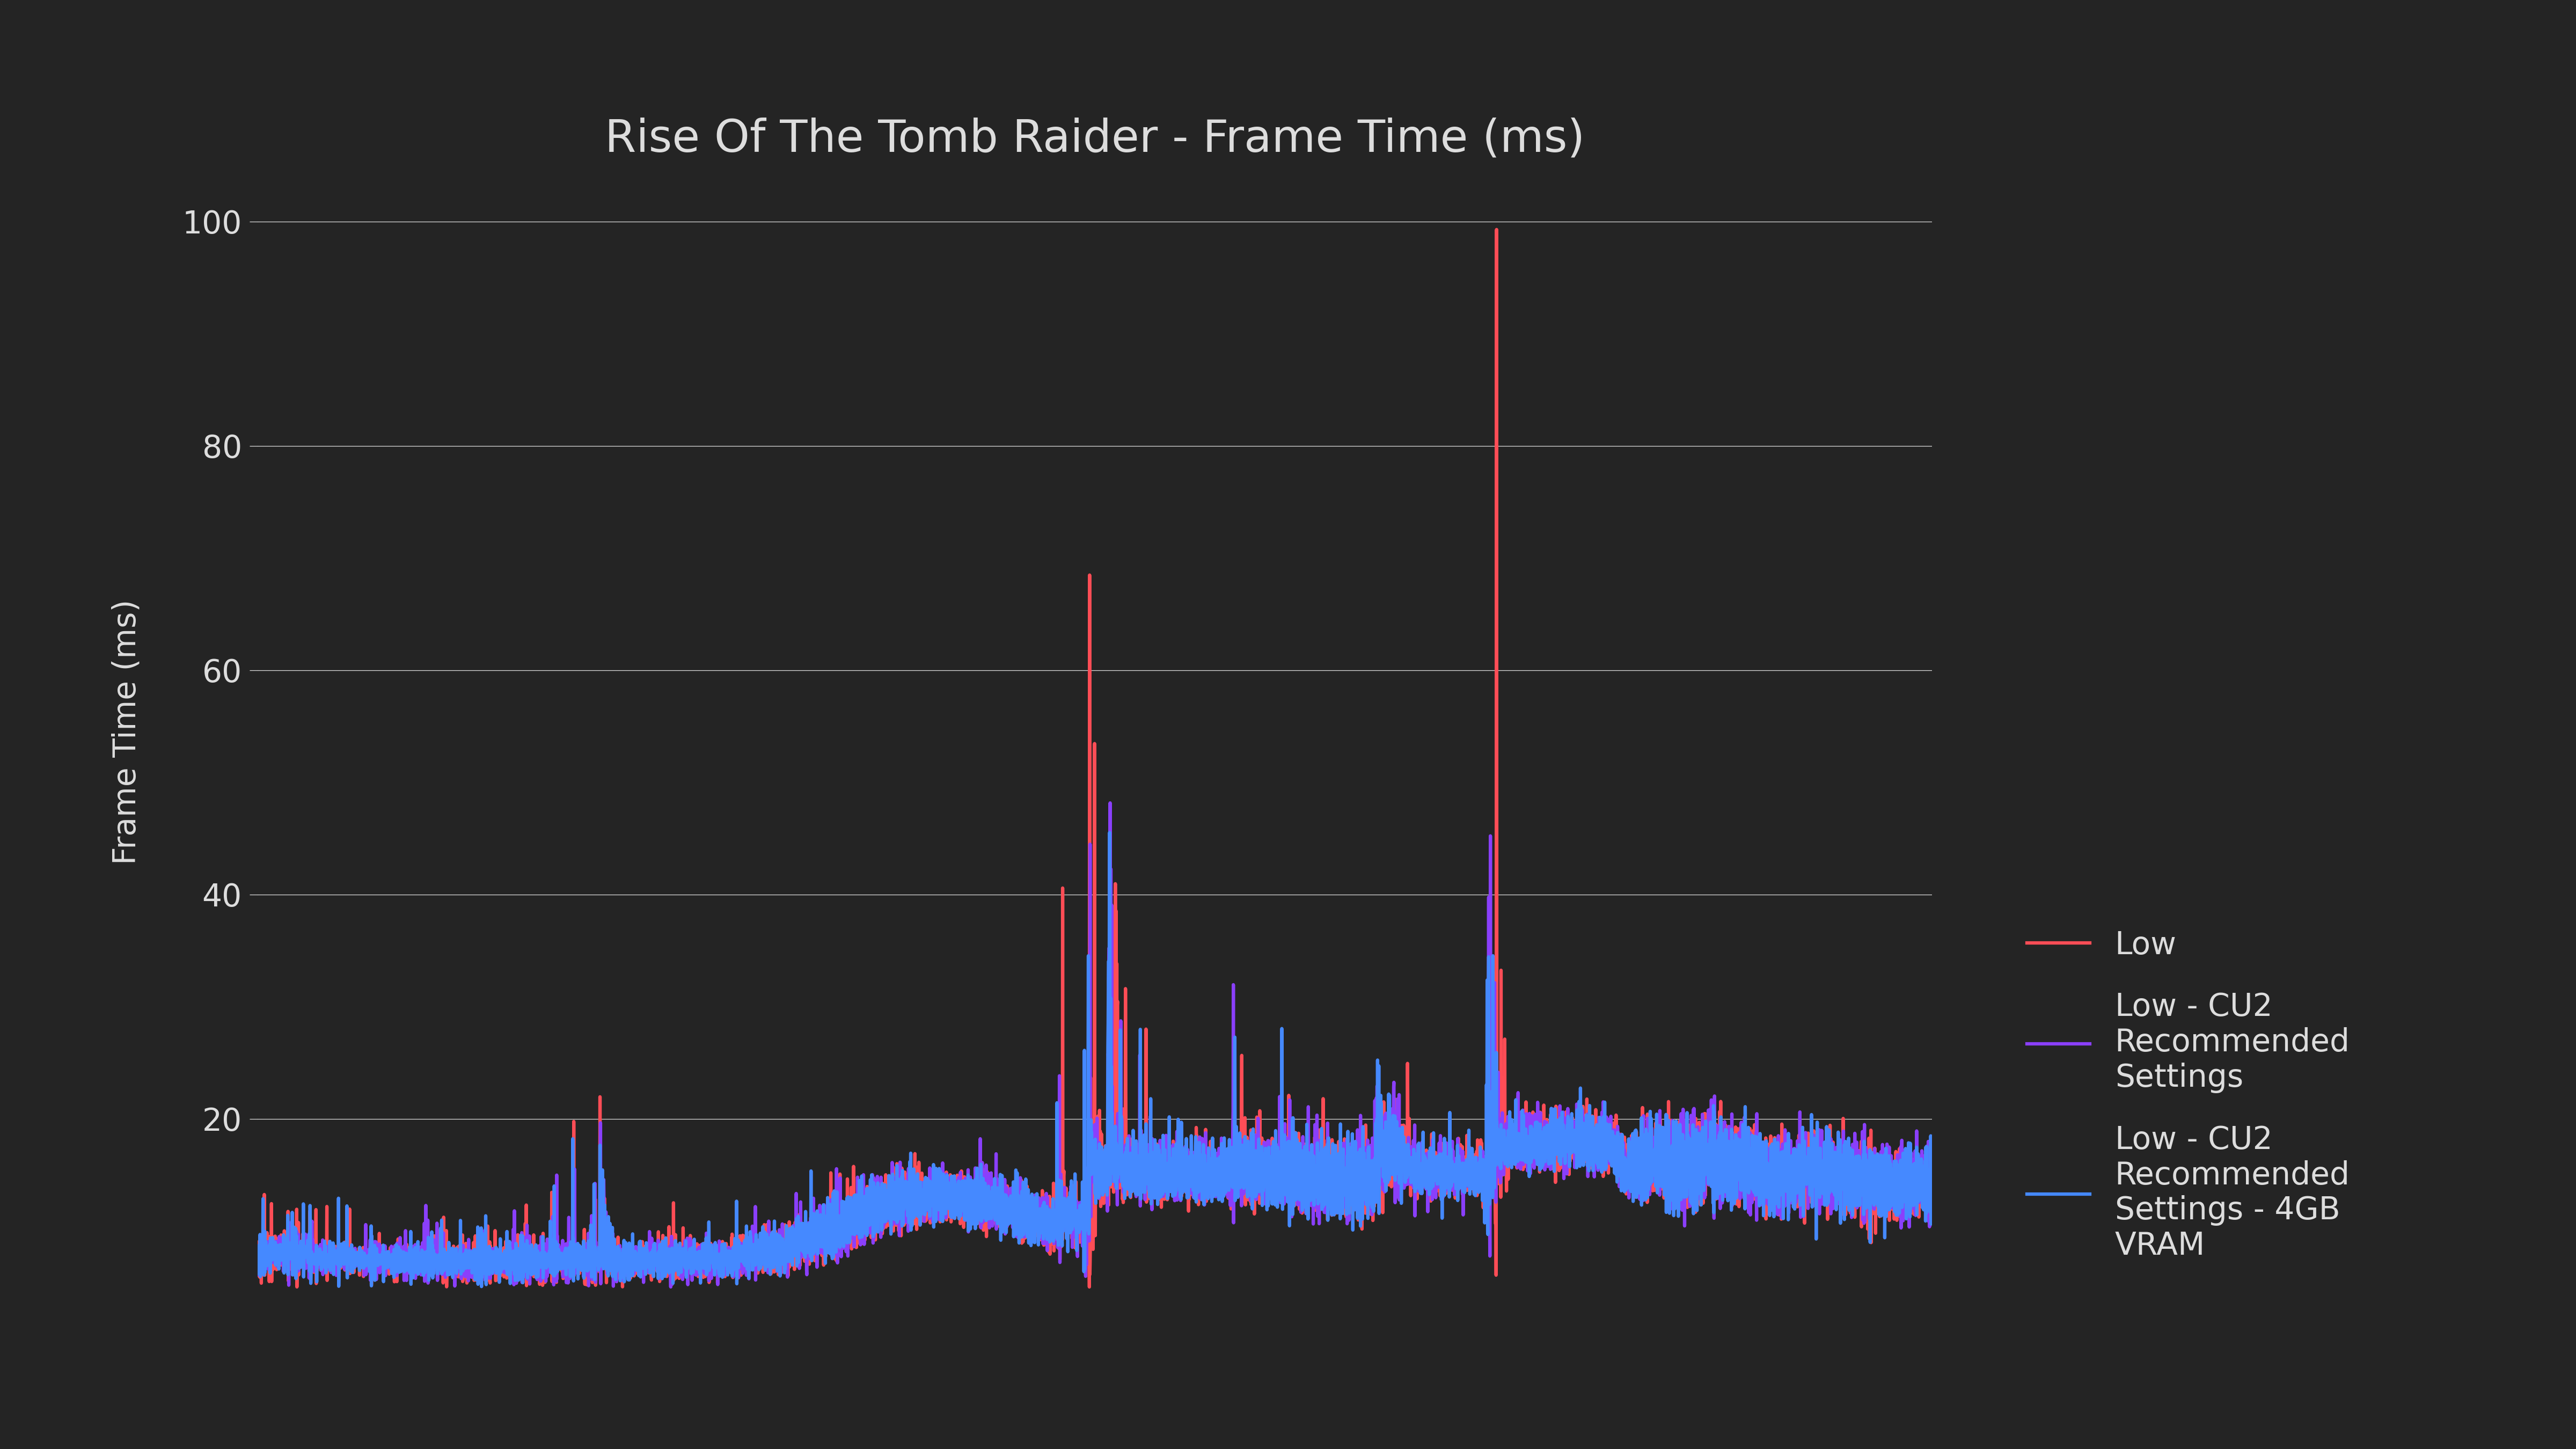 Rise Of The Tomb Raider - Frame Time (ms)
100
80
60
40
20
Frame Time (ms)
Low
Low - CU2
Recommended
Settings
Low - CU2
Recommended
Settings - 4GB
VRAM